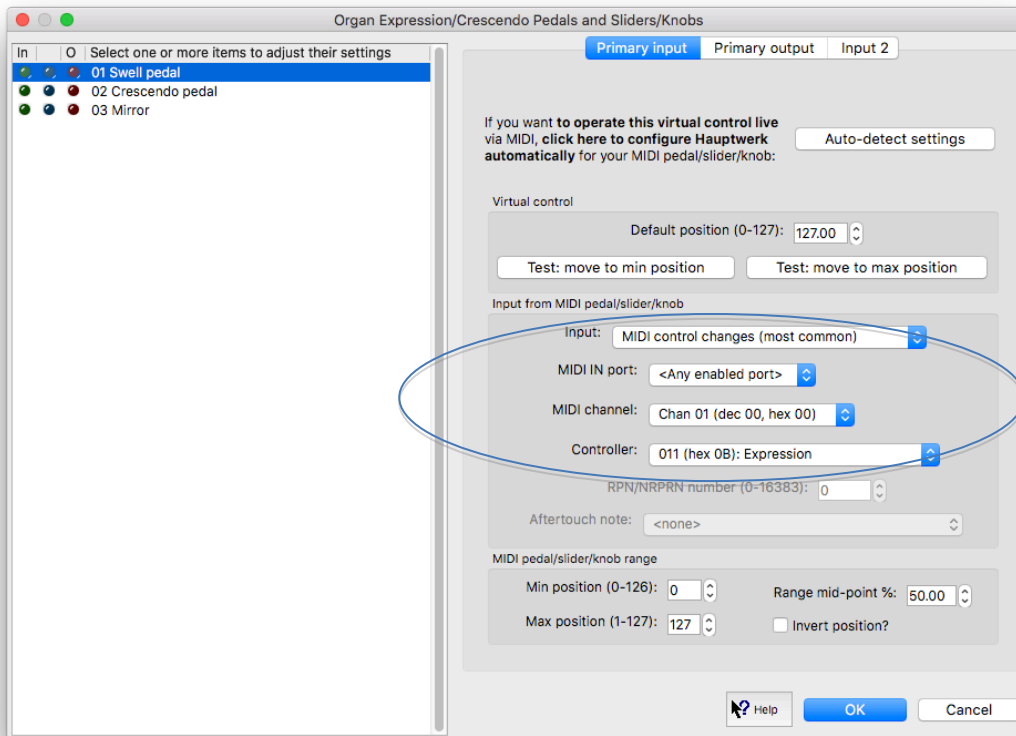 Organ Expression/Crescendo Pedals and Sliders/Knobs
In O Select one or more items to adjust their settings
01 Swell pedal
02 Crescendo pedal
03 Mirror
Primary input Primary output Input 2
If you want to operate this virtual control live
via MIDI, click here to configure Hauptwerk
automatically for your MIDI pedal/slider/knob:
Auto-detect settings
Virtual control
Default position (0-127): 127.00
Test: move to min position Test: move to max position
Input from MIDI pedal/slider/knob
Input: MIDI control changes (most common)
MIDI IN port: <Any enabled port>
MIDI channel: Chan 01 (dec 00, hex 00)
Controller: 011 (hex 0B): Expression
RPN/NRPRN number (0-16383): 0
Aftertouch note: <none>
MIDI pedal/slider/knob range
Min position (0-126): 0 Range mid-point %: 50.00
Max position (1-127): 127 Invert position?
? Help OK Cancel